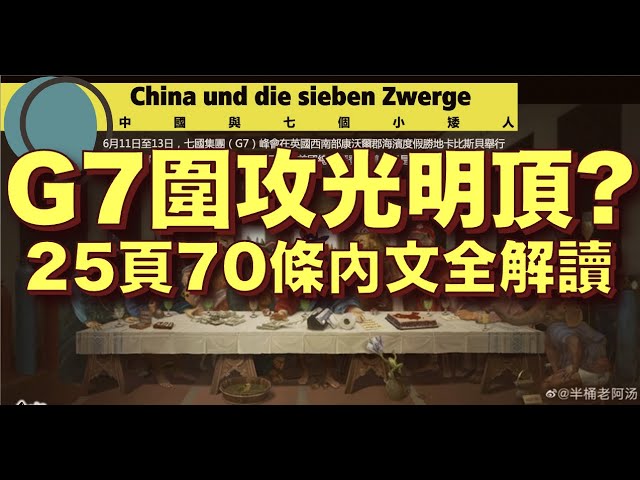 China und die sieben Zwerge
中國與七個小矮人
6月11日至13日，七國集團（G7）峰會在英國西南部康沃爾郡海濱度假勝地卡比斯貝舉行
G7圍攻光明頂?
25頁70條內文全解讀
@半桶老阿汤